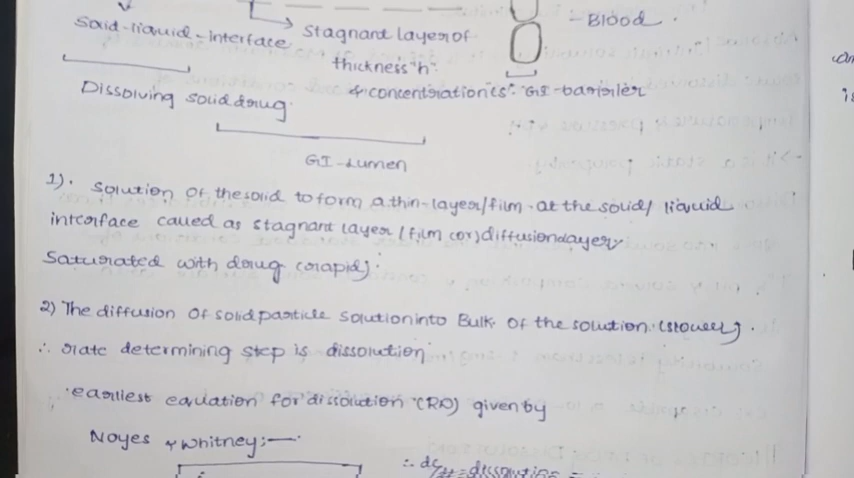 - Blood.
Solid-liquid-interface
Stagnant layer of
thickness "h".
& concentration cs". GI-barrier
Dissolving solid drug.
GI-Lumen
1). Solution of the solid to form a thin-layer/film-at the solid/liquid
interface called as stagnant layer/film (or) diffusion layer
Saturated with drug (rapid).
2) The diffusion of solid particle solution into Bulk of the solution.(slower).
∴ rate determining step is dissolution
earliest equation for dissolution (RD) given by
Noyes & Whitney:—
∴ dc/dt = dissolution =
is